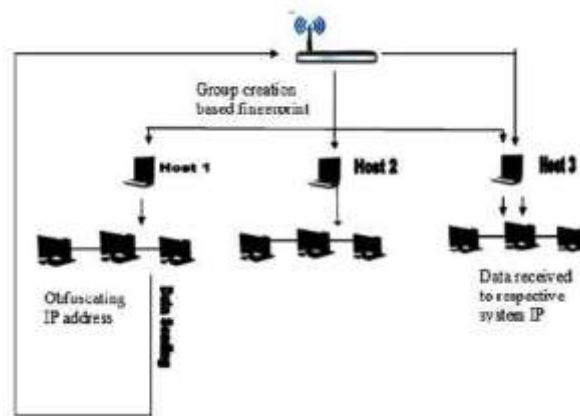 Group creation
based fingerprint
Host 1
Host 2
Host 3
Obfuscating
IP address
Data Sending
Data received
to respective
system IP